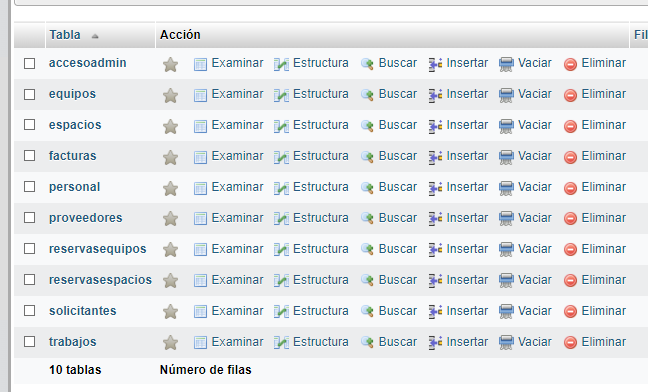 Tabla Acción Fil
accesoadmin Examinar Estructura Buscar Insertar Vaciar Eliminar
equipos Examinar Estructura Buscar Insertar Vaciar Eliminar
espacios Examinar Estructura Buscar Insertar Vaciar Eliminar
facturas Examinar Estructura Buscar Insertar Vaciar Eliminar
personal Examinar Estructura Buscar Insertar Vaciar Eliminar
proveedores Examinar Estructura Buscar Insertar Vaciar Eliminar
reservasequipos Examinar Estructura Buscar Insertar Vaciar Eliminar
reservasespacios Examinar Estructura Buscar Insertar Vaciar Eliminar
solicitantes Examinar Estructura Buscar Insertar Vaciar Eliminar
trabajos Examinar Estructura Buscar Insertar Vaciar Eliminar
10 tablas Número de filas